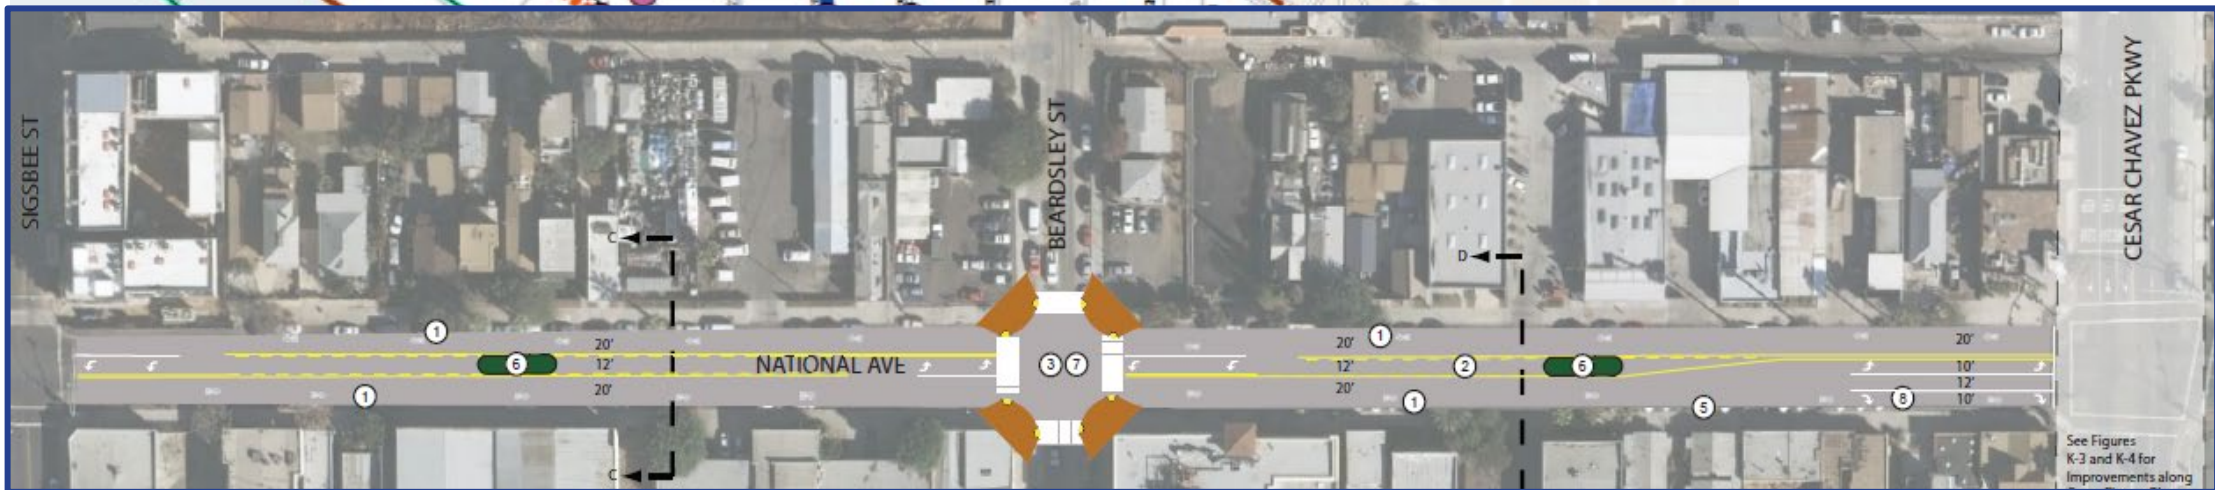 SIGSBEE ST
BEARDSLEY ST
CESAR CHAVEZ PKWY
C
D
1
20'
6
12'
NATIONAL AVE
1
20'
3 7
1
20'
12'
2
20'
1
6
5
20'
10'
12'
8
10'
C
See Figures
K-3 and K-4 for
Improvements along